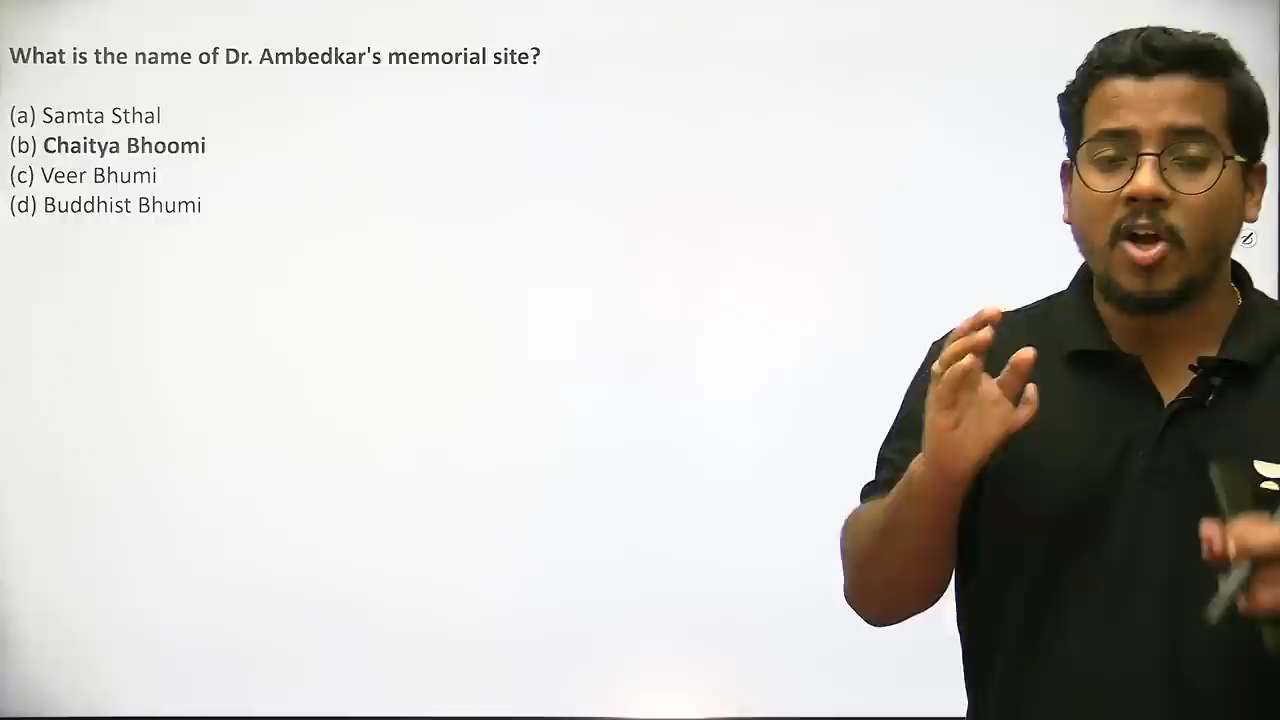 What is the name of Dr. Ambedkar's memorial site?
(a) Samta Sthal
(b) Chaitya Bhoomi
(c) Veer Bhumi
(d) Buddhist Bhumi